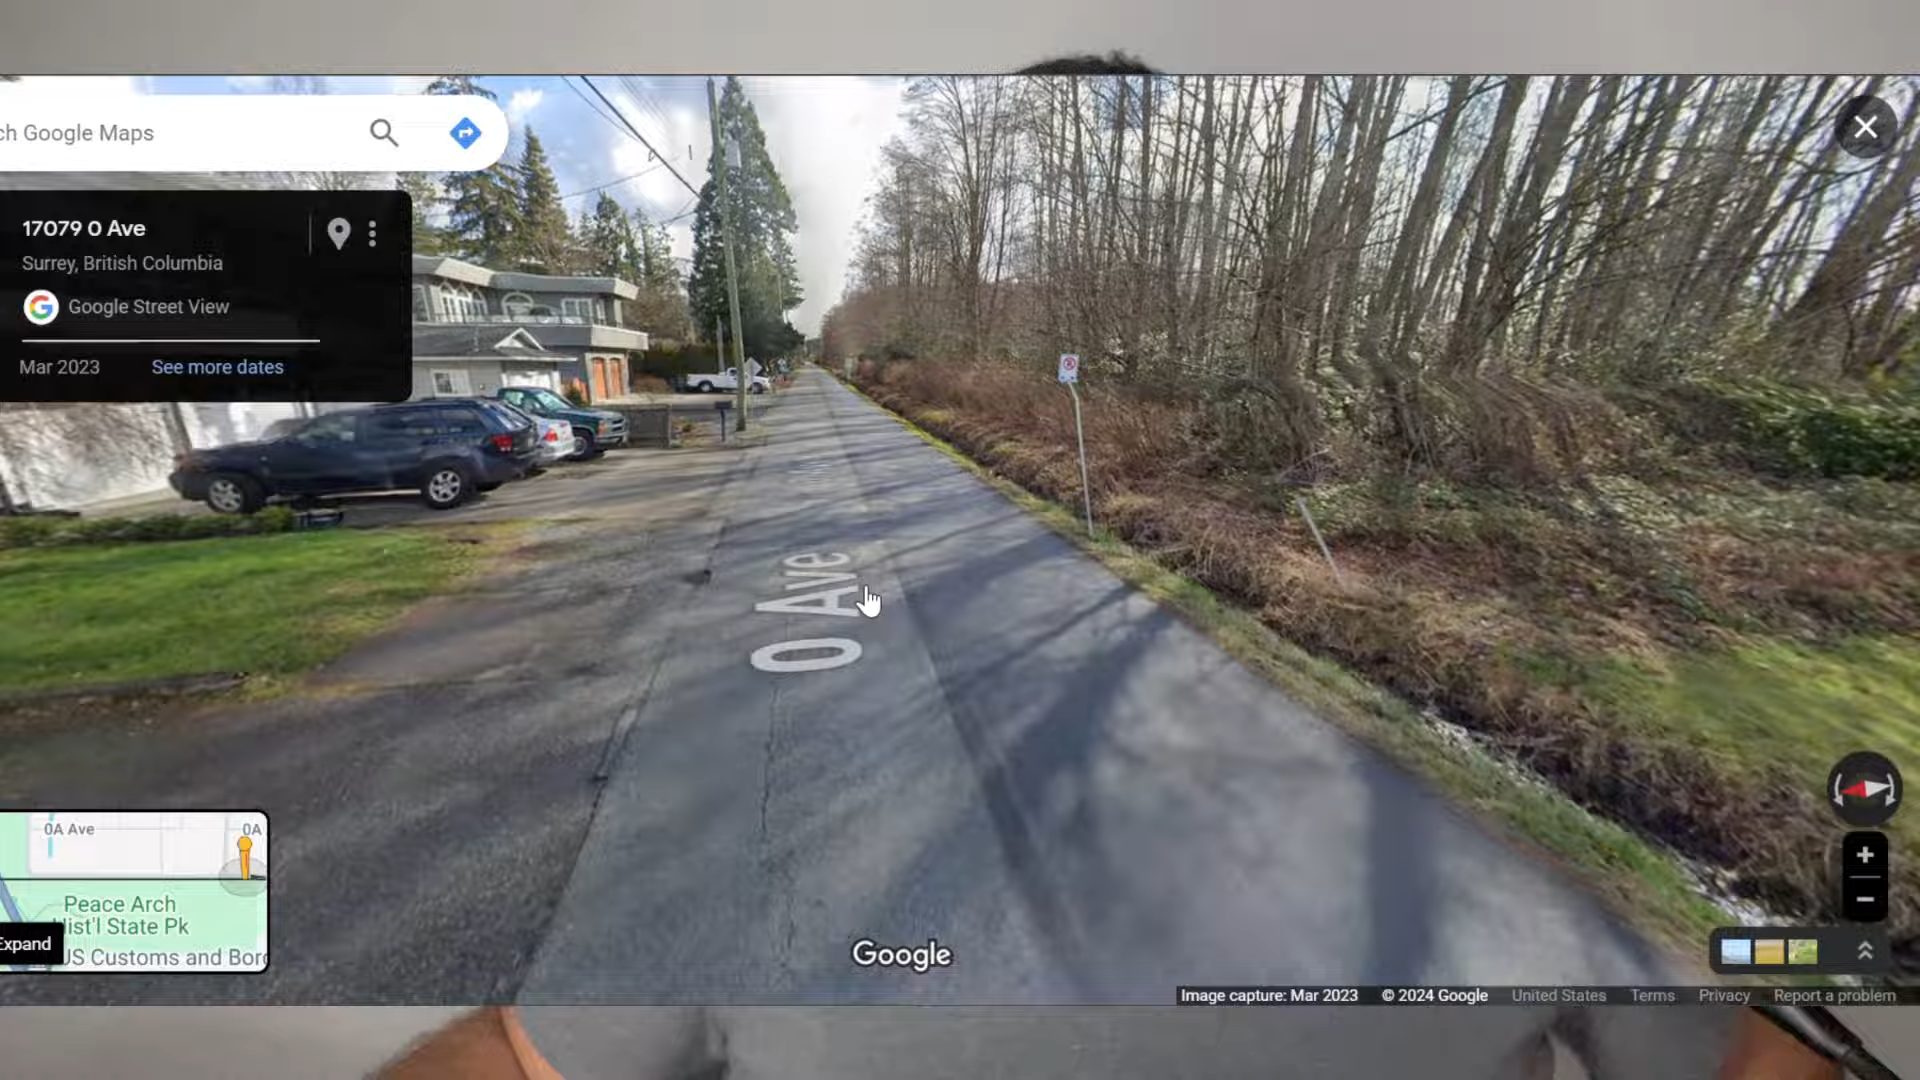 ch Google Maps
17079 0 Ave
Surrey, British Columbia
Google Street View
Mar 2023 See more dates
0 Ave
0A Ave 0A
Peace Arch
Hist'l State Pk
US Customs and Bord
Expand
Google
Image capture: Mar 2023 © 2024 Google United States Terms Privacy Report a problem